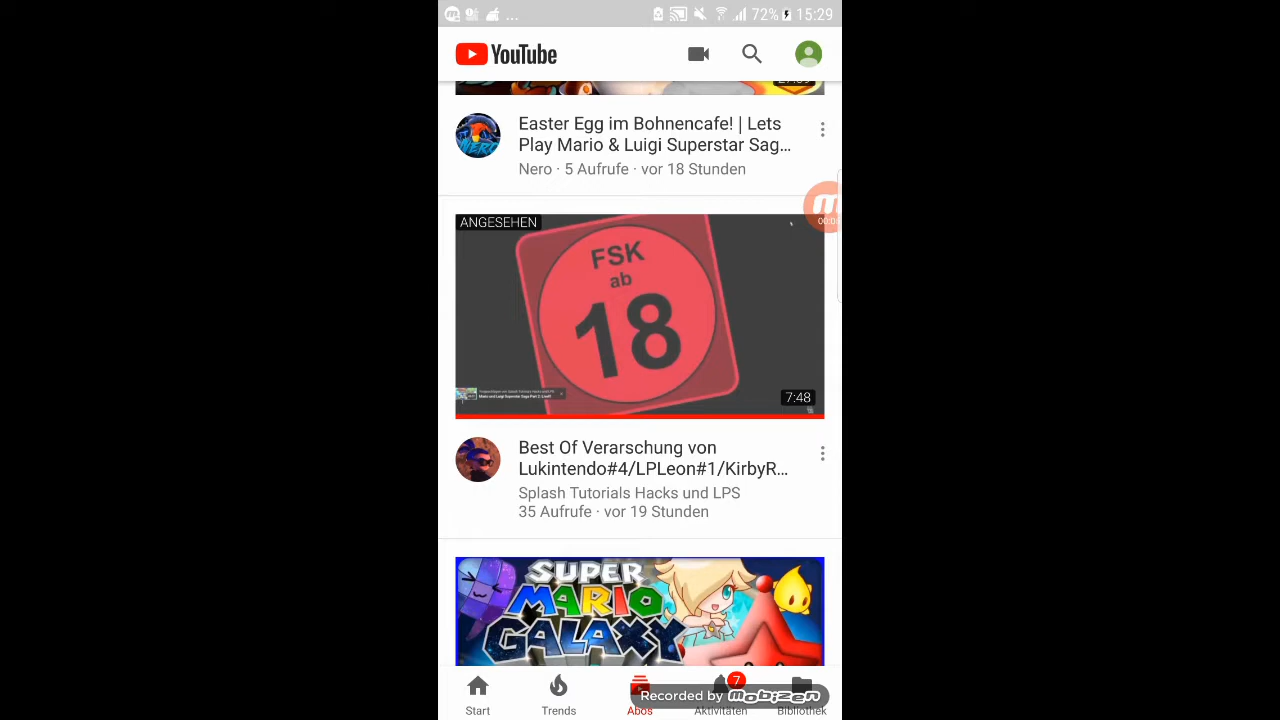 ... 72% 15:29
YouTube
Easter Egg im Bohnencafe! | Lets
Play Mario & Luigi Superstar Sag...
Nero · 5 Aufrufe · vor 18 Stunden
ANGESEHEN
FSK
ab
18
7:48
Best Of Verarschung von
Lukintendo#4/LPLeon#1/KirbyR...
Splash Tutorials Hacks und LPS
35 Aufrufe · vor 19 Stunden
SUPER
MARIO
GALAXY
7
Recorded by mobizen
Start
Trends
Abos
Aktivitäten
Bibliothek